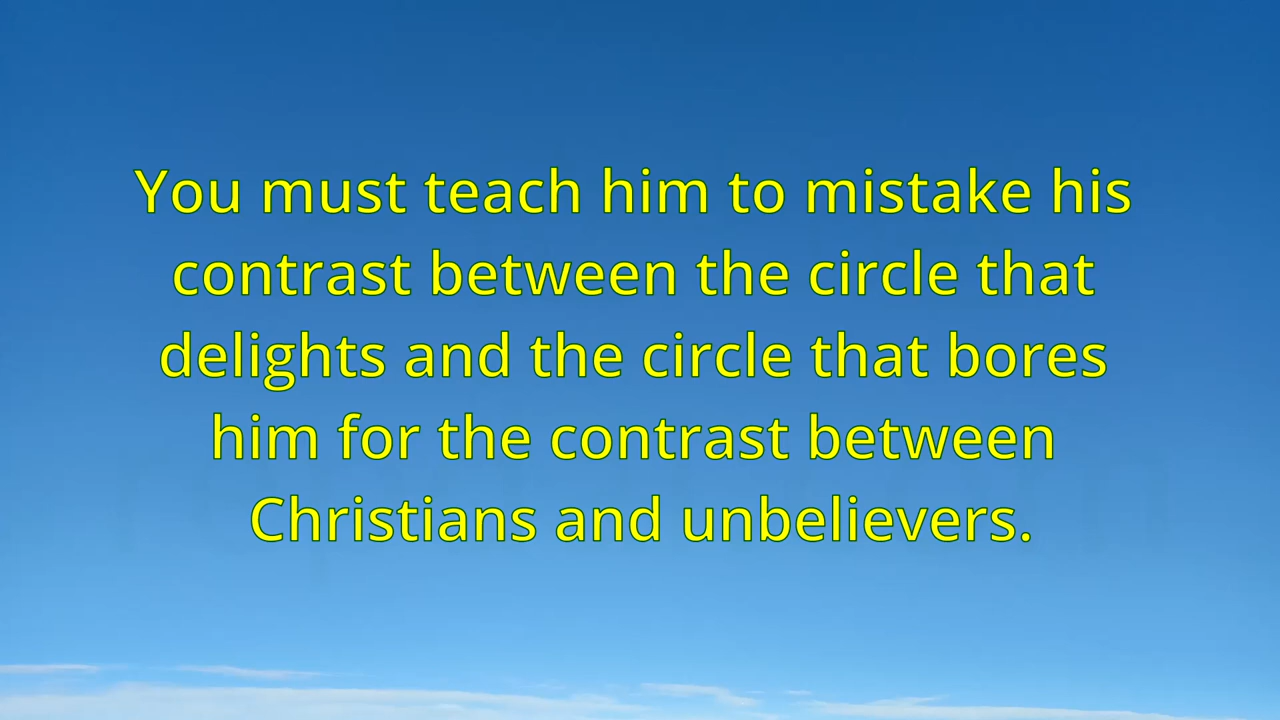 You must teach him to mistake his
contrast between the circle that
delights and the circle that bores
him for the contrast between
Christians and unbelievers.